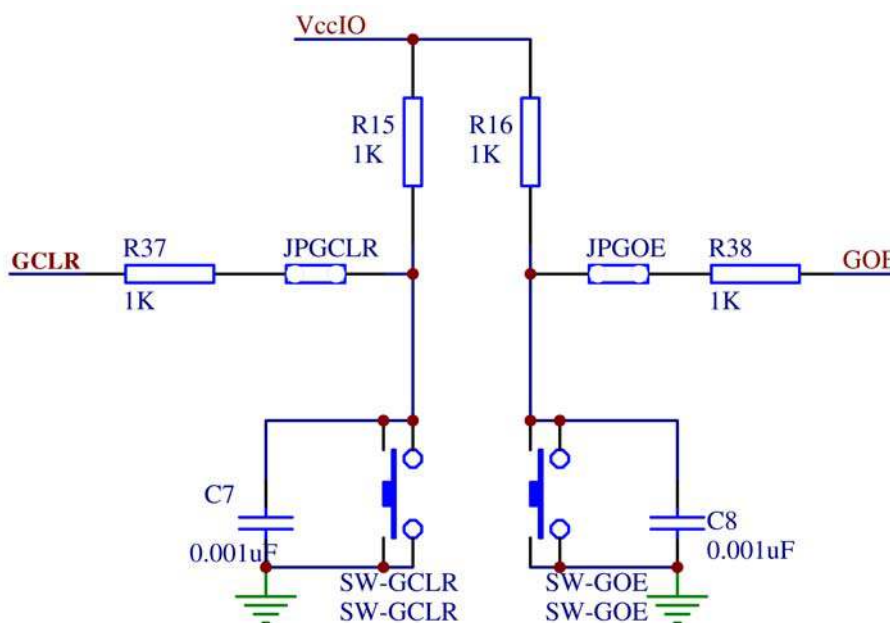 VccIO
R15
1K
R16
1K
GCLR
R37
1K
JPGCLR
JPGOE
R38
1K
GOE
C7
0.001uF
SW-GCLR
SW-GCLR
SW-GOE
SW-GOE
C8
0.001uF